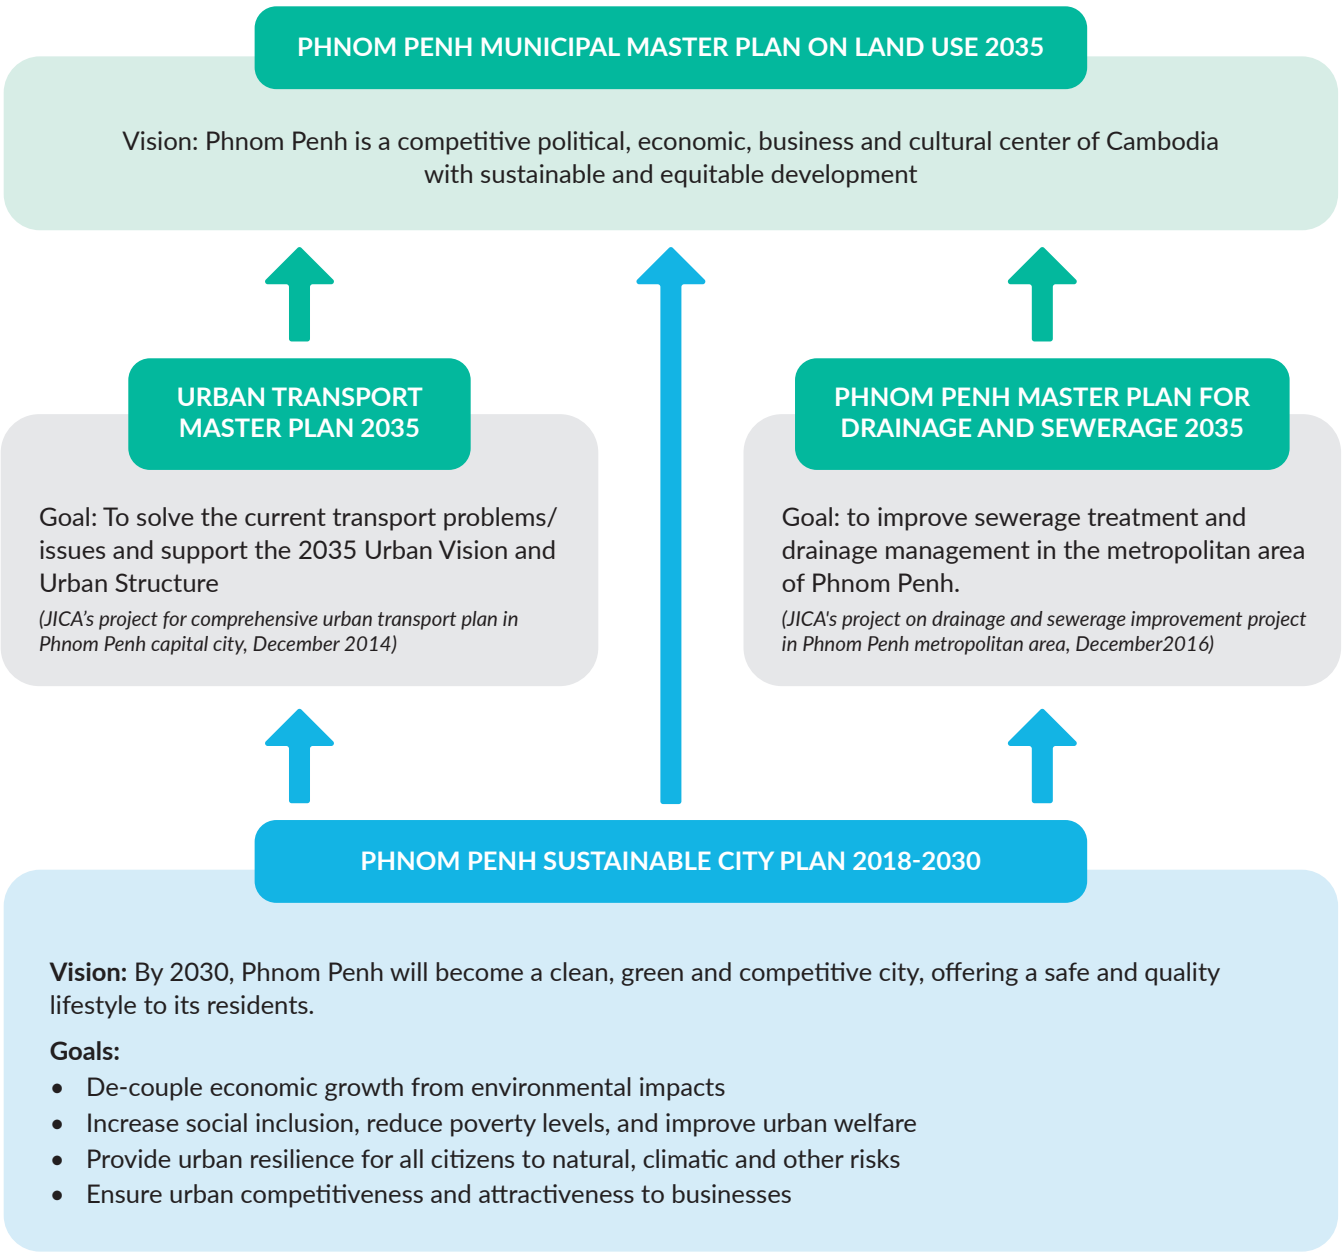 PHNOM PENH MUNICIPAL MASTER PLAN ON LAND USE 2035
Vision: Phnom Penh is a competitive political, economic, business and cultural center of Cambodia
with sustainable and equitable development
URBAN TRANSPORT
MASTER PLAN 2035
Goal: To solve the current transport problems/
issues and support the 2035 Urban Vision and
Urban Structure
(JICA's project for comprehensive urban transport plan in
Phnom Penh capital city, December 2014)
PHNOM PENH MASTER PLAN FOR
DRAINAGE AND SEWERAGE 2035
Goal: to improve sewerage treatment and
drainage management in the metropolitan area
of Phnom Penh.
(JICA's project on drainage and sewerage improvement project
in Phnom Penh metropolitan area, December2016)
PHNOM PENH SUSTAINABLE CITY PLAN 2018-2030
Vision: By 2030, Phnom Penh will become a clean, green and competitive city, offering a safe and quality
lifestyle to its residents.
Goals:
• De-couple economic growth from environmental impacts
• Increase social inclusion, reduce poverty levels, and improve urban welfare
• Provide urban resilience for all citizens to natural, climatic and other risks
• Ensure urban competitiveness and attractiveness to businesses